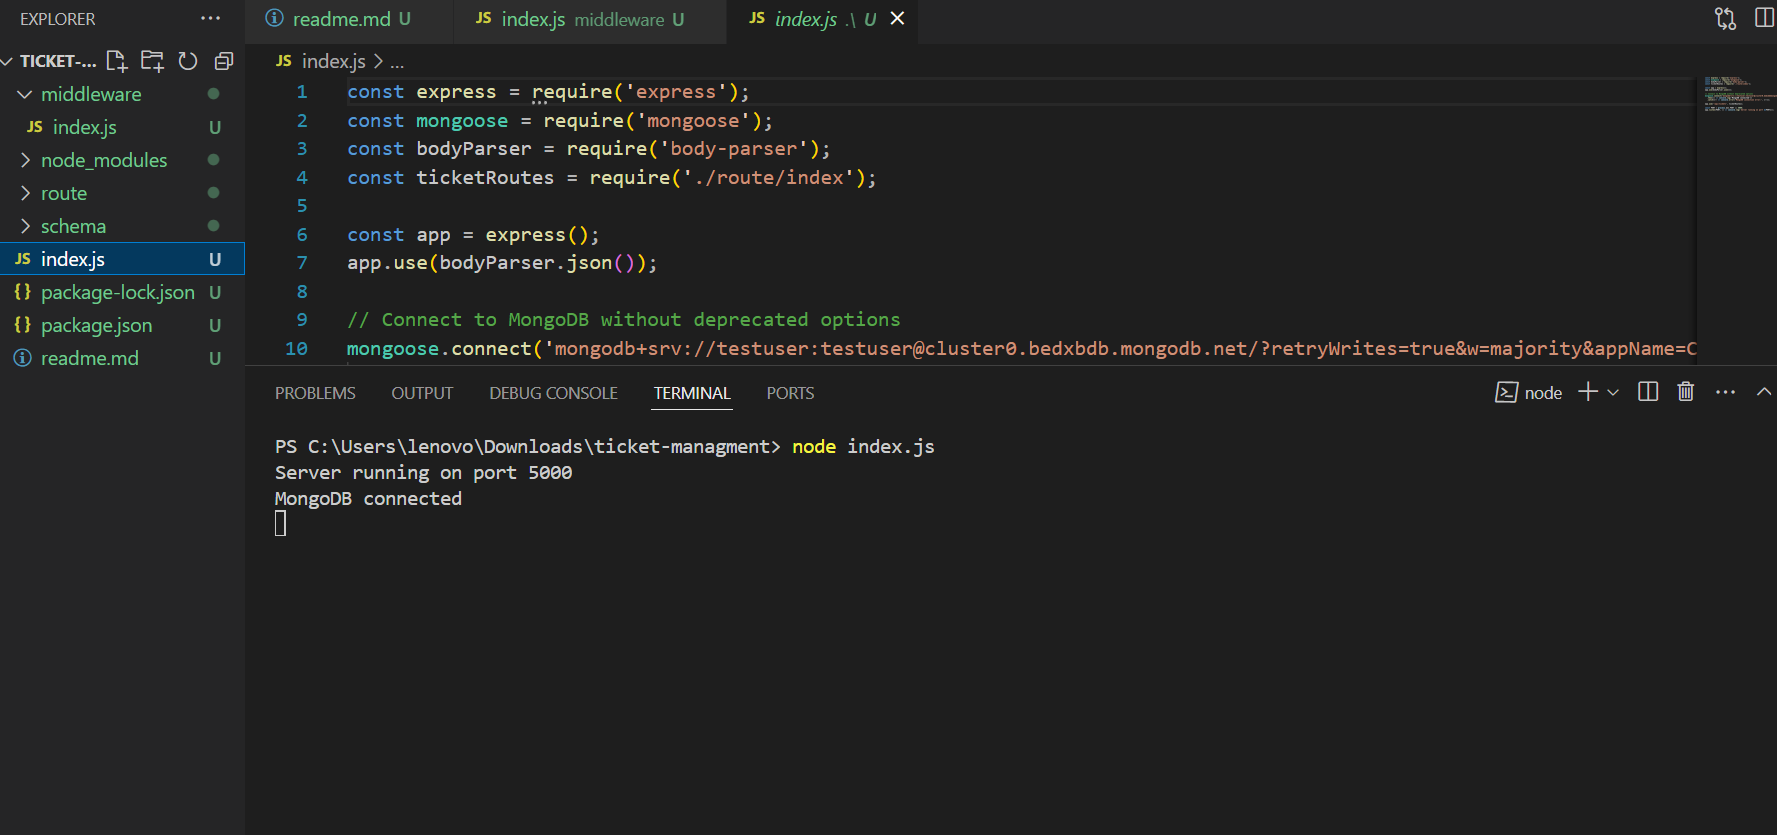 EXPLORER
TICKET-...
middleware
JS index.js U
node_modules
route
schema
JS index.js U
{} package-lock.json U
{} package.json U
readme.md U
readme.md U
JS index.js middleware U
JS index.js .\ U
JS index.js > ...
1 const express = require('express');
2 const mongoose = require('mongoose');
3 const bodyParser = require('body-parser');
4 const ticketRoutes = require('./route/index');
5
6 const app = express();
7 app.use(bodyParser.json());
8
9 // Connect to MongoDB without deprecated options
10 mongoose.connect('mongodb+srv://testuser:testuser@cluster0.bedxbdb.mongodb.net/?retryWrites=true&w=majority&appName=C
PROBLEMS OUTPUT DEBUG CONSOLE TERMINAL PORTS
node
PS C:\Users\lenovo\Downloads\ticket-managment> node index.js
Server running on port 5000
MongoDB connected